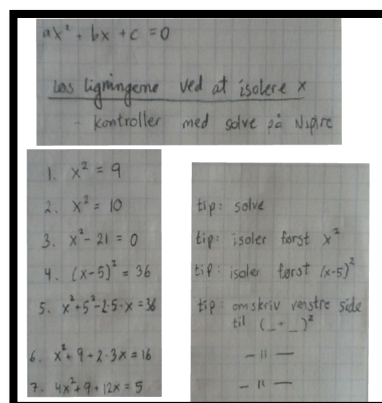 ax² + bx + c = 0
Løs ligningerne ved at isolere x
- kontroller med solve på Nspire
1. x² = 9
2. x² = 10
3. x² - 21 = 0
4. (x-5)² = 36
5. x² + 5² - 2·5·x = 36
6. x² + 9 + 2·3x = 16
7. 4x² + 9 + 12x = 5
tip: solve
tip: isoler først x²
tip: isoler først (x-5)²
tip: omskriv venstre side
til (_+_)²
— 11 —
— 11 —